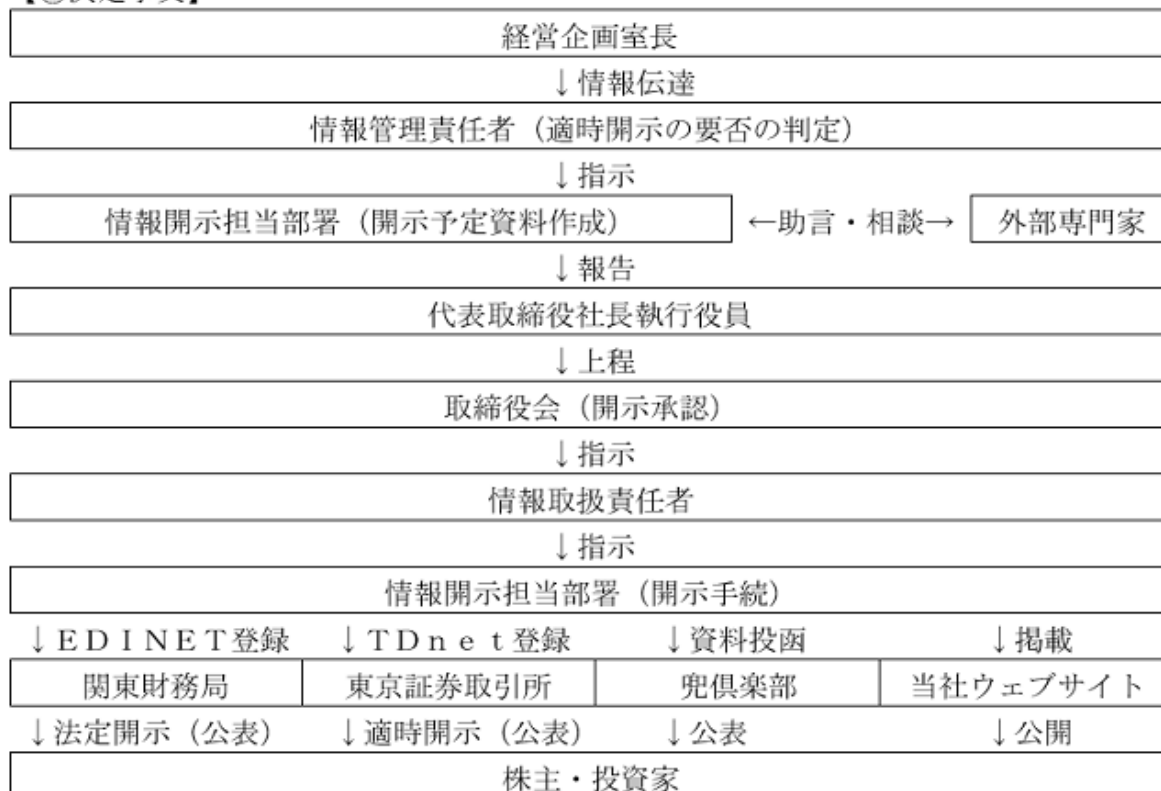 経営企画室長
↓情報伝達
情報管理責任者（適時開示の要否の判定）
↓指示
情報開示担当部署（開示予定資料作成） ←助言・相談→ 外部専門家
↓報告
代表取締役社長執行役員
↓上程
取締役会（開示承認）
↓指示
情報取扱責任者
↓指示
情報開示担当部署（開示手続）
↓ＥＤＩＮＥＴ登録 ↓ＴＤｎｅｔ登録 ↓資料投函 ↓掲載
関東財務局 東京証券取引所 兜倶楽部 当社ウェブサイト
↓法定開示（公表） ↓適時開示（公表） ↓公表 ↓公開
株主・投資家